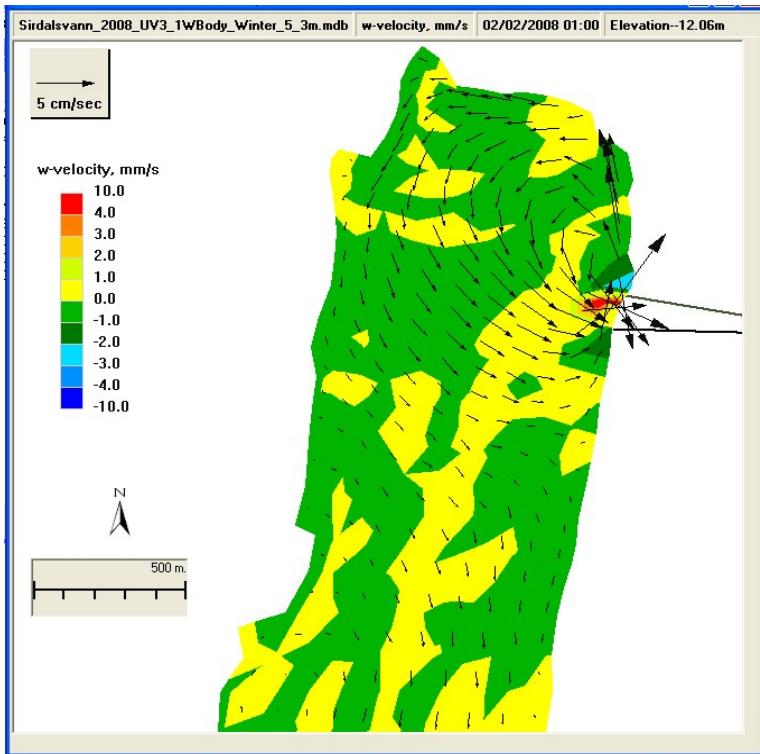 Sirdalsvann_2008_UV3_1WBody_Winter_5_3m.mdb w-velocity, mm/s 02/02/2008 01:00 Elevation--12.06m
5 cm/sec
w-velocity, mm/s
10.0
4.0
3.0
2.0
1.0
0.0
-1.0
-2.0
-3.0
-4.0
-10.0
N
500 m.